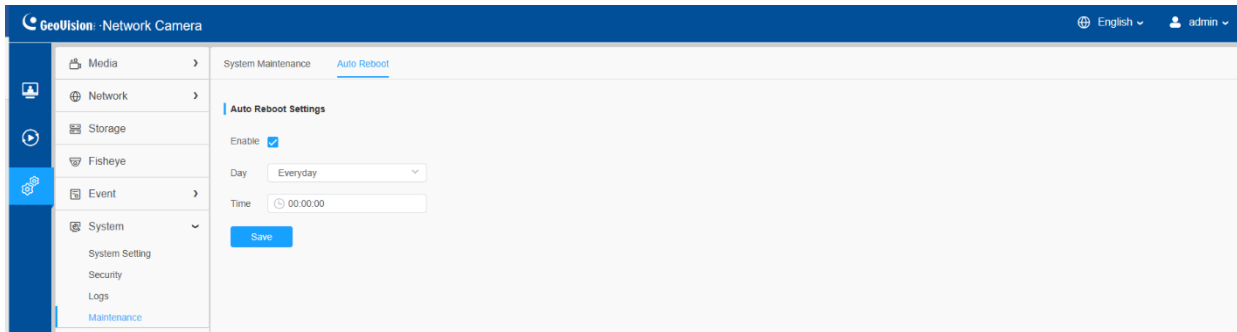 GeoVision: ·Network Camera
English
admin
Media
Network
Storage
Fisheye
Event
System
System Setting
Security
Logs
Maintenance
System Maintenance Auto Reboot
Auto Reboot Settings
Enable
Day Everyday
Time 00:00:00
Save